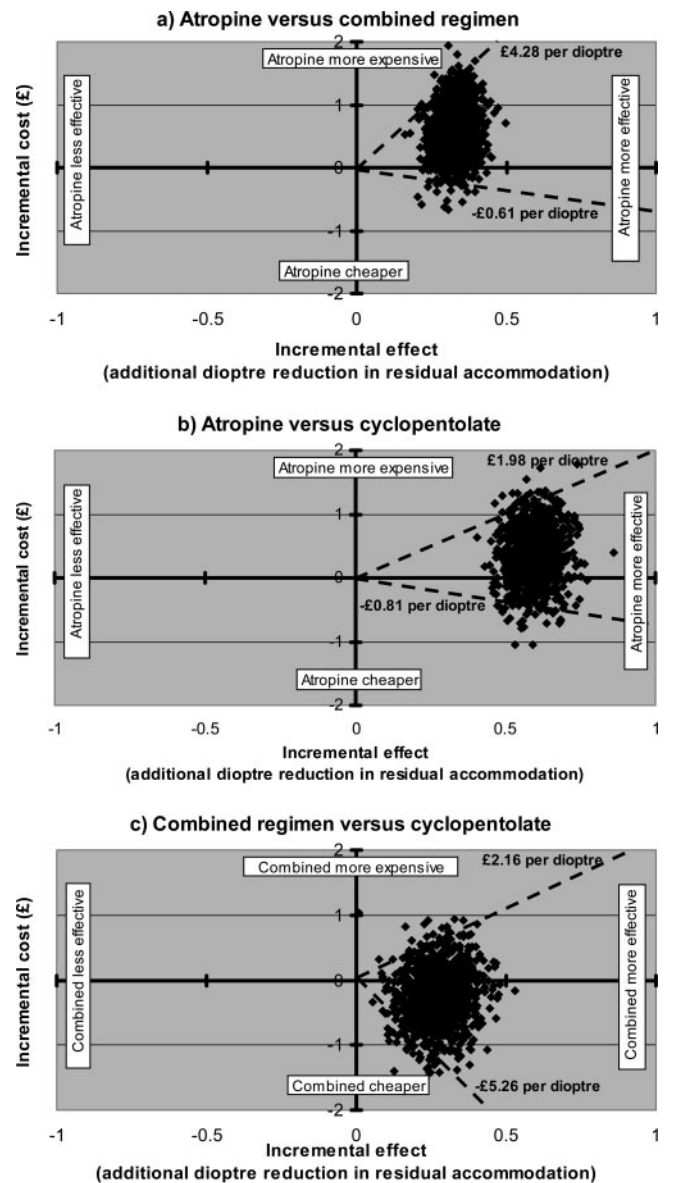 a) Atropine versus combined regimen
2
Atropine more expensive
£4.28 per dioptre
1
Incremental cost (£)
Atropine less effective
0
Atropine more effective
-£0.61 per dioptre
-1
Atropine cheaper
-2
-1 -0.5 0 0.5 1
Incremental effect
(additional dioptre reduction in residual accommodation)
b) Atropine versus cyclopentolate
2
Atropine more expensive
£1.98 per dioptre
1
Incremental cost (£)
Atropine less effective
0
Atropine more effective
-£0.81 per dioptre
-1
Atropine cheaper
-2
-1 -0.5 0 0.5 1
Incremental effect
(additional dioptre reduction in residual accommodation)
c) Combined regimen versus cyclopentolate
2
Combined more expensive
£2.16 per dioptre
1
Incremental cost (£)
Combined less effective
0
Combined more effective
-1
Combined cheaper
-£5.26 per dioptre
-2
-1 -0.5 0 0.5 1
Incremental effect
(additional dioptre reduction in residual accommodation)